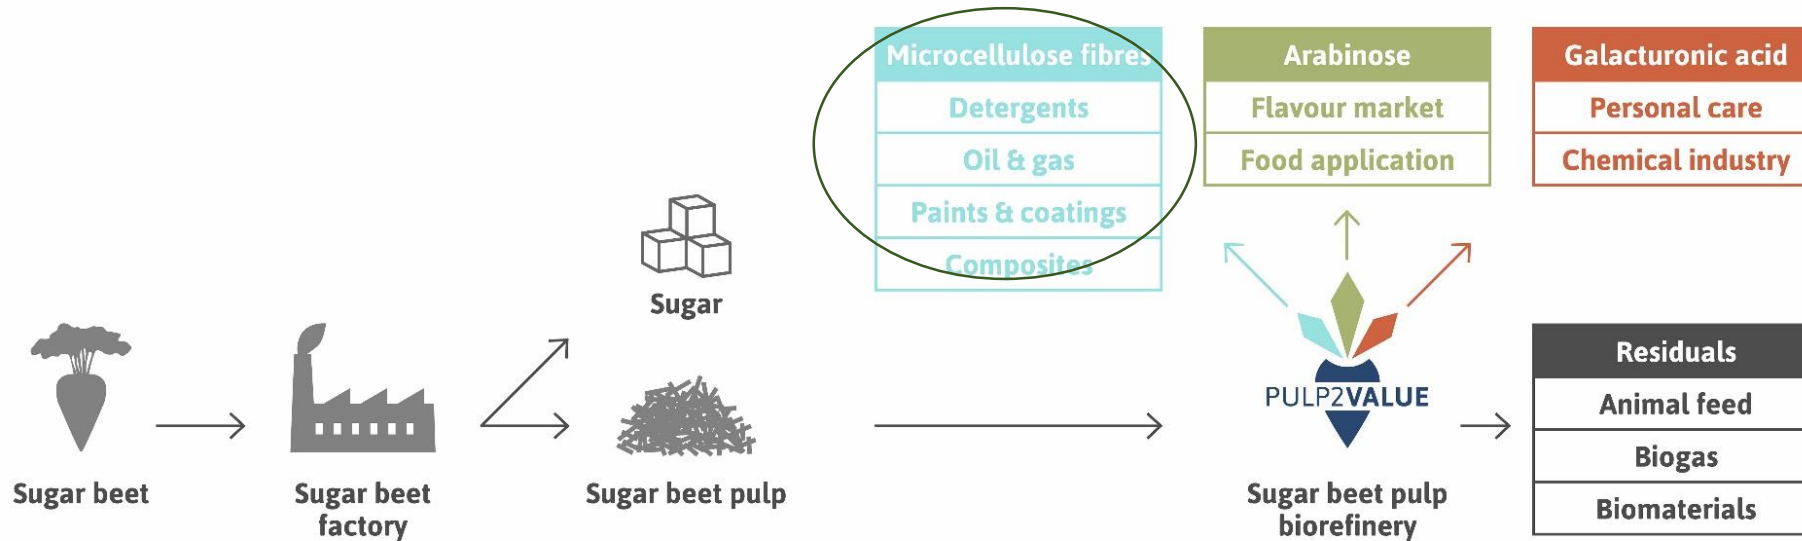 Microcellulose fibres
Detergents
Oil & gas
Paints & coatings
Composites
Arabinose
Flavour market
Food application
Galacturonic acid
Personal care
Chemical industry
Sugar
PULP2VALUE
Residuals
Animal feed
Biogas
Biomaterials
Sugar beet
Sugar beet
factory
Sugar beet pulp
Sugar beet pulp
biorefinery